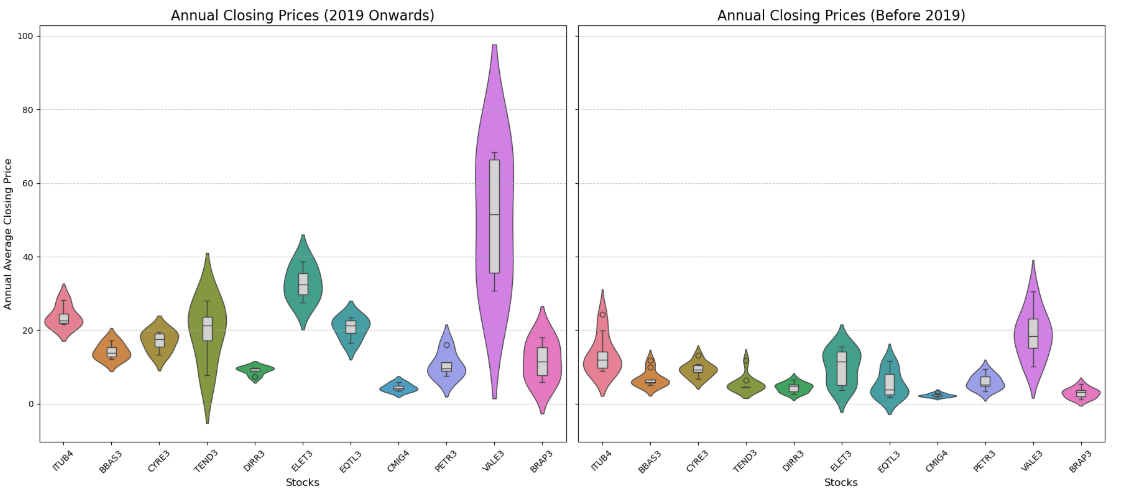 Annual Closing Prices (2019 Onwards)
Annual Closing Prices (Before 2019)
Annual Average Closing Price
100
80
60
40
20
0
ITUB4
BBAS3
CYRE3
TEND3
DIRR3
ELET3
EQTL3
CMIG4
PETR3
VALE3
BRAP3
Stocks
ITUB4
BBAS3
CYRE3
TEND3
DIRR3
ELET3
EQTL3
CMIG4
PETR3
VALE3
BRAP3
Stocks